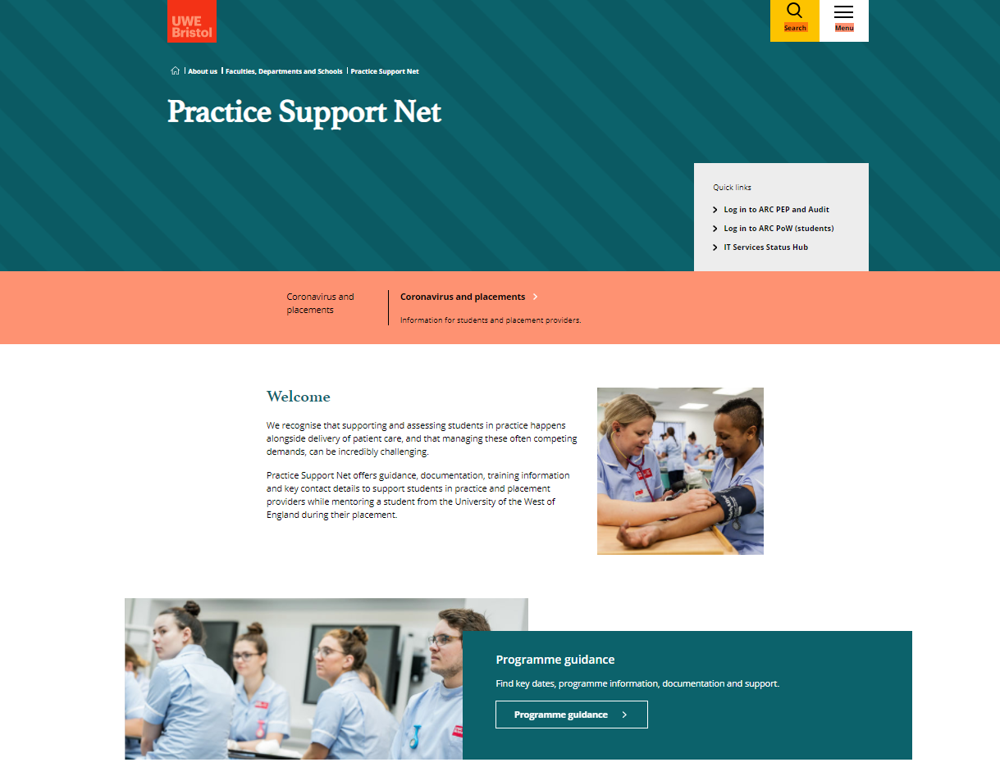 UWE
Bristol
Search
Menu
About us
Faculties, Departments and Schools
Practice Support Net
Practice Support Net
Quick links
Log in to ARC PEP and Audit
Log in to ARC PoW (students)
IT Services Status Hub
Coronavirus and
placements
Coronavirus and placements
Information for students and placement providers.
Welcome
We recognise that supporting and assessing students in practice happens
alongside delivery of patient care, and that managing these often competing
demands, can be incredibly challenging.
Practice Support Net offers guidance, documentation, training information
and key contact details to support students in practice and placement
providers while mentoring a student from the University of the West of
England during their placement.
Programme guidance
Find key dates, programme information, documentation and support.
Programme guidance